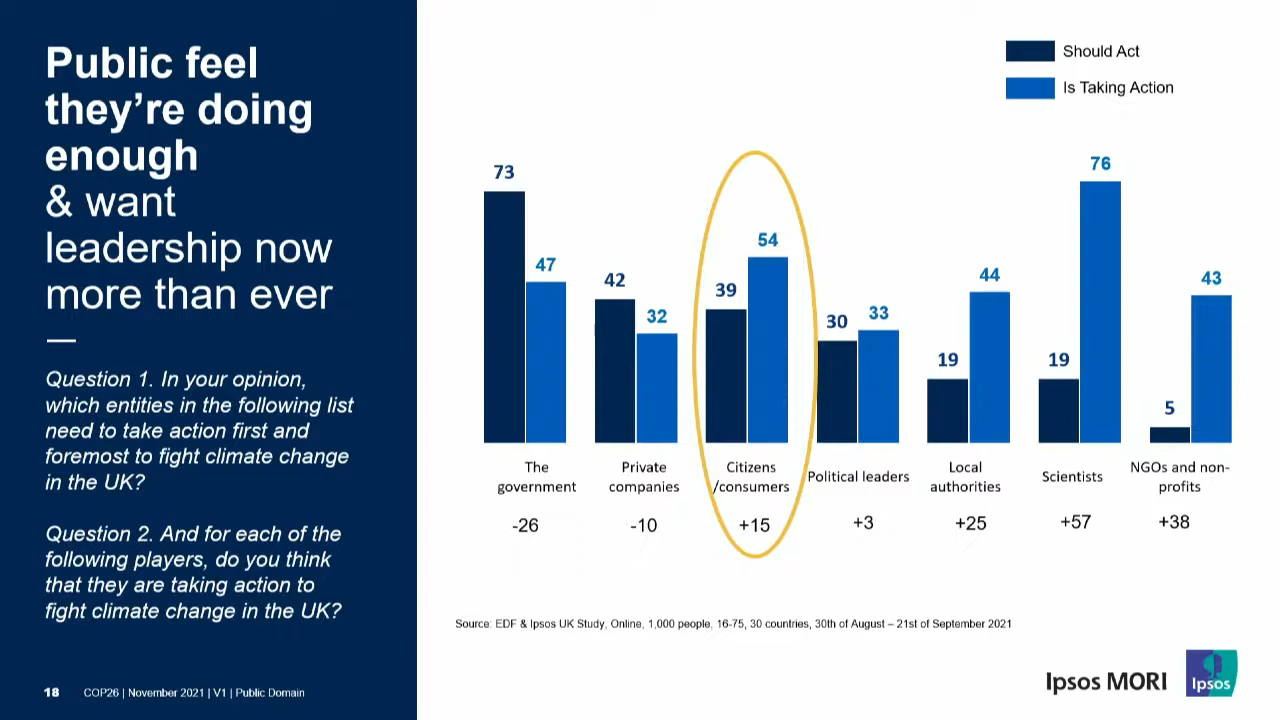 Public feel
they're doing
enough
& want
leadership now
more than ever
Question 1. In your opinion,
which entities in the following list
need to take action first and
foremost to fight climate change
in the UK?
Question 2. And for each of the
following players, do you think
that they are taking action to
fight climate change in the UK?
18 COP26 | November 2021 | V1 | Public Domain
Should Act
Is Taking Action
73
47
42
32
39
54
30
33
19
44
19
76
5
43
The
government
Private
companies
Citizens
/consumers
Political leaders
Local
authorities
Scientists
NGOs and non-
profits
-26
-10
+15
+3
+25
+57
+38
Source: EDF & Ipsos UK Study, Online, 1,000 people, 16-75, 30 countries, 30th of August – 21st of September 2021
Ipsos MORI
Ipsos